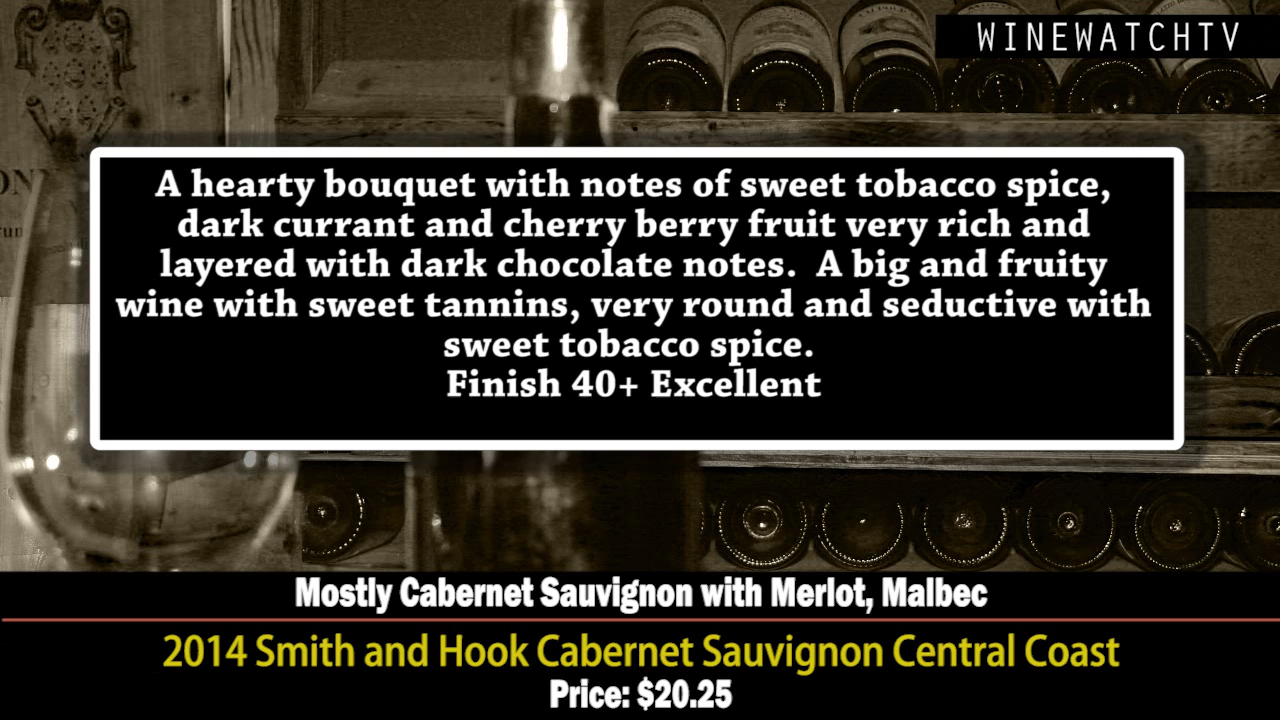 WINEWATCHTV
A hearty bouquet with notes of sweet tobacco spice,
dark currant and cherry berry fruit very rich and
layered with dark chocolate notes.  A big and fruity
wine with sweet tannins, very round and seductive with
sweet tobacco spice.
Finish 40+ Excellent
Mostly Cabernet Sauvignon with Merlot, Malbec
2014 Smith and Hook Cabernet Sauvignon Central Coast
Price: $20.25